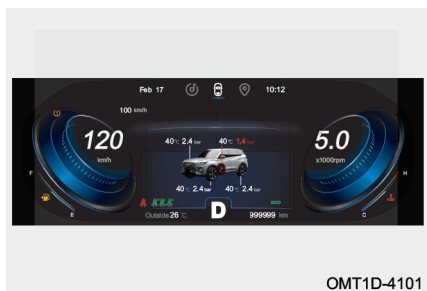 Feb 17 10:12
100 km/h
120
km/h
5.0
x1000rpm
40℃ 2.4 bar 40℃ 1.4 bar
40℃ 2.4 bar 40℃ 2.4 bar
F
H
E
C
ECO
Outside 26 ℃
D
999999 km
OMT1D-4101